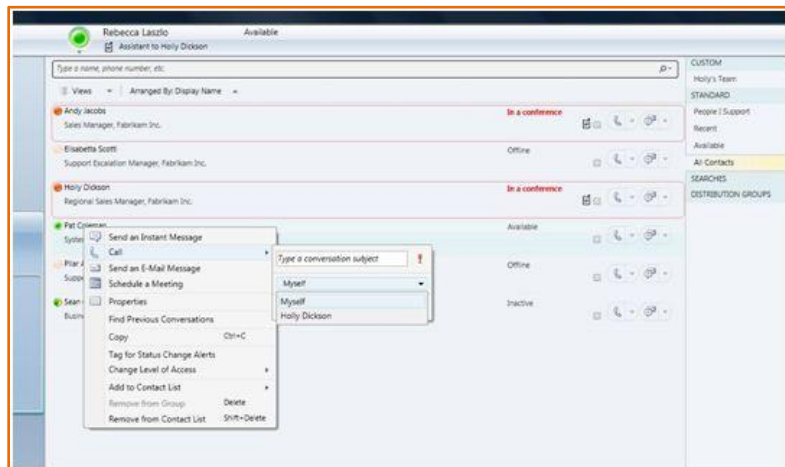 Rebecca Laszlo Available
Assistant to Holly Dickson
Type a name, phone number, etc.
Views Arranged By: Display Name
Andy Jacobs In a conference
Sales Manager, Fabrikam Inc.
Elisabetta Scotti Offline
Support Escalation Manager, Fabrikam Inc.
Holly Dickson In a conference
Regional Sales Manager, Fabrikam Inc.
Pat Coleman Available
Offline
Sean Inactive
Send an Instant Message
Call
Send an E-Mail Message
Schedule a Meeting
Properties
Find Previous Conversations
Copy Ctrl+C
Tag for Status Change Alerts
Change Level of Access
Add to Contact List
Remove from Group Delete
Remove from Contact List Shift+Delete
Type a conversation subject !
Myself
Myself
Holly Dickson
CUSTOM
Holly's Team
STANDARD
People I Support
Recent
Available
All Contacts
SEARCHES
DISTRIBUTION GROUPS